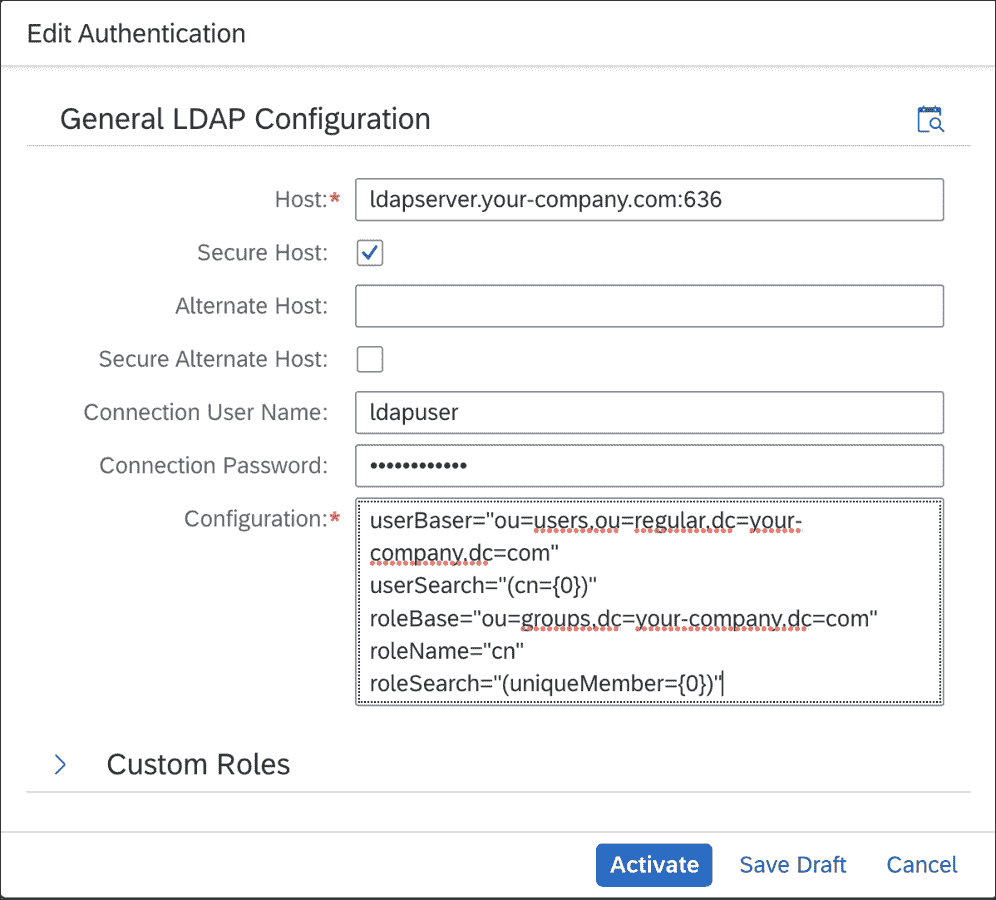 Edit Authentication
General LDAP Configuration
Host:* ldapserver.your-company.com:636
Secure Host:
Alternate Host:
Secure Alternate Host:
Connection User Name: ldapuser
Connection Password: ••••••••••••
Configuration:* userBaser="ou=users,ou=regular,dc=your-
company,dc=com"
userSearch="(cn={0})"
roleBase="ou=groups,dc=your-company,dc=com"
roleName="cn"
roleSearch="(uniqueMember={0})"
Custom Roles
Activate Save Draft Cancel